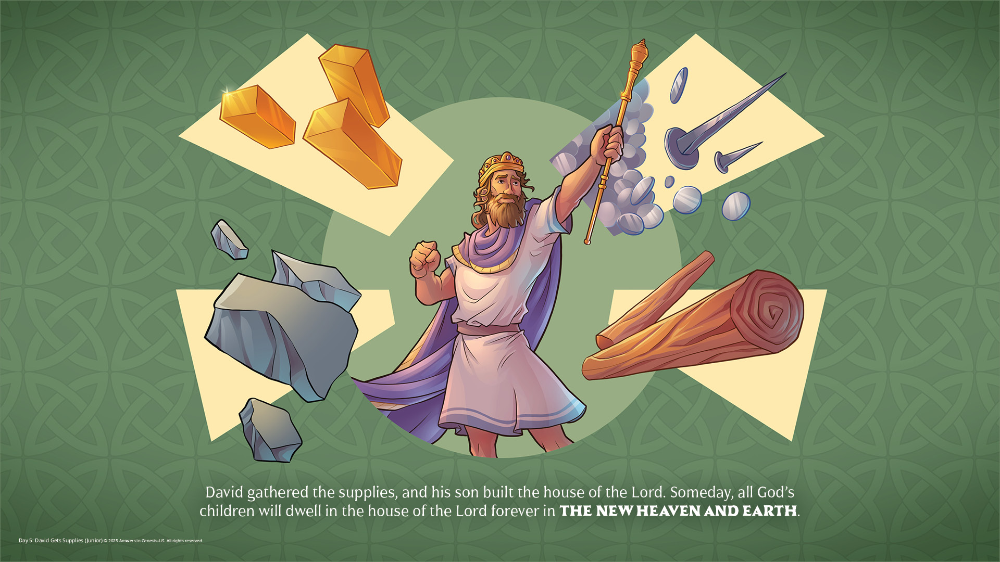 David gathered the supplies, and his son built the house of the Lord. Someday, all God’s
children will dwell in the house of the Lord forever in THE NEW HEAVEN AND EARTH.
Day 5: David Gets Supplies (Junior) © 2025 Answers in Genesis–US. All rights reserved.